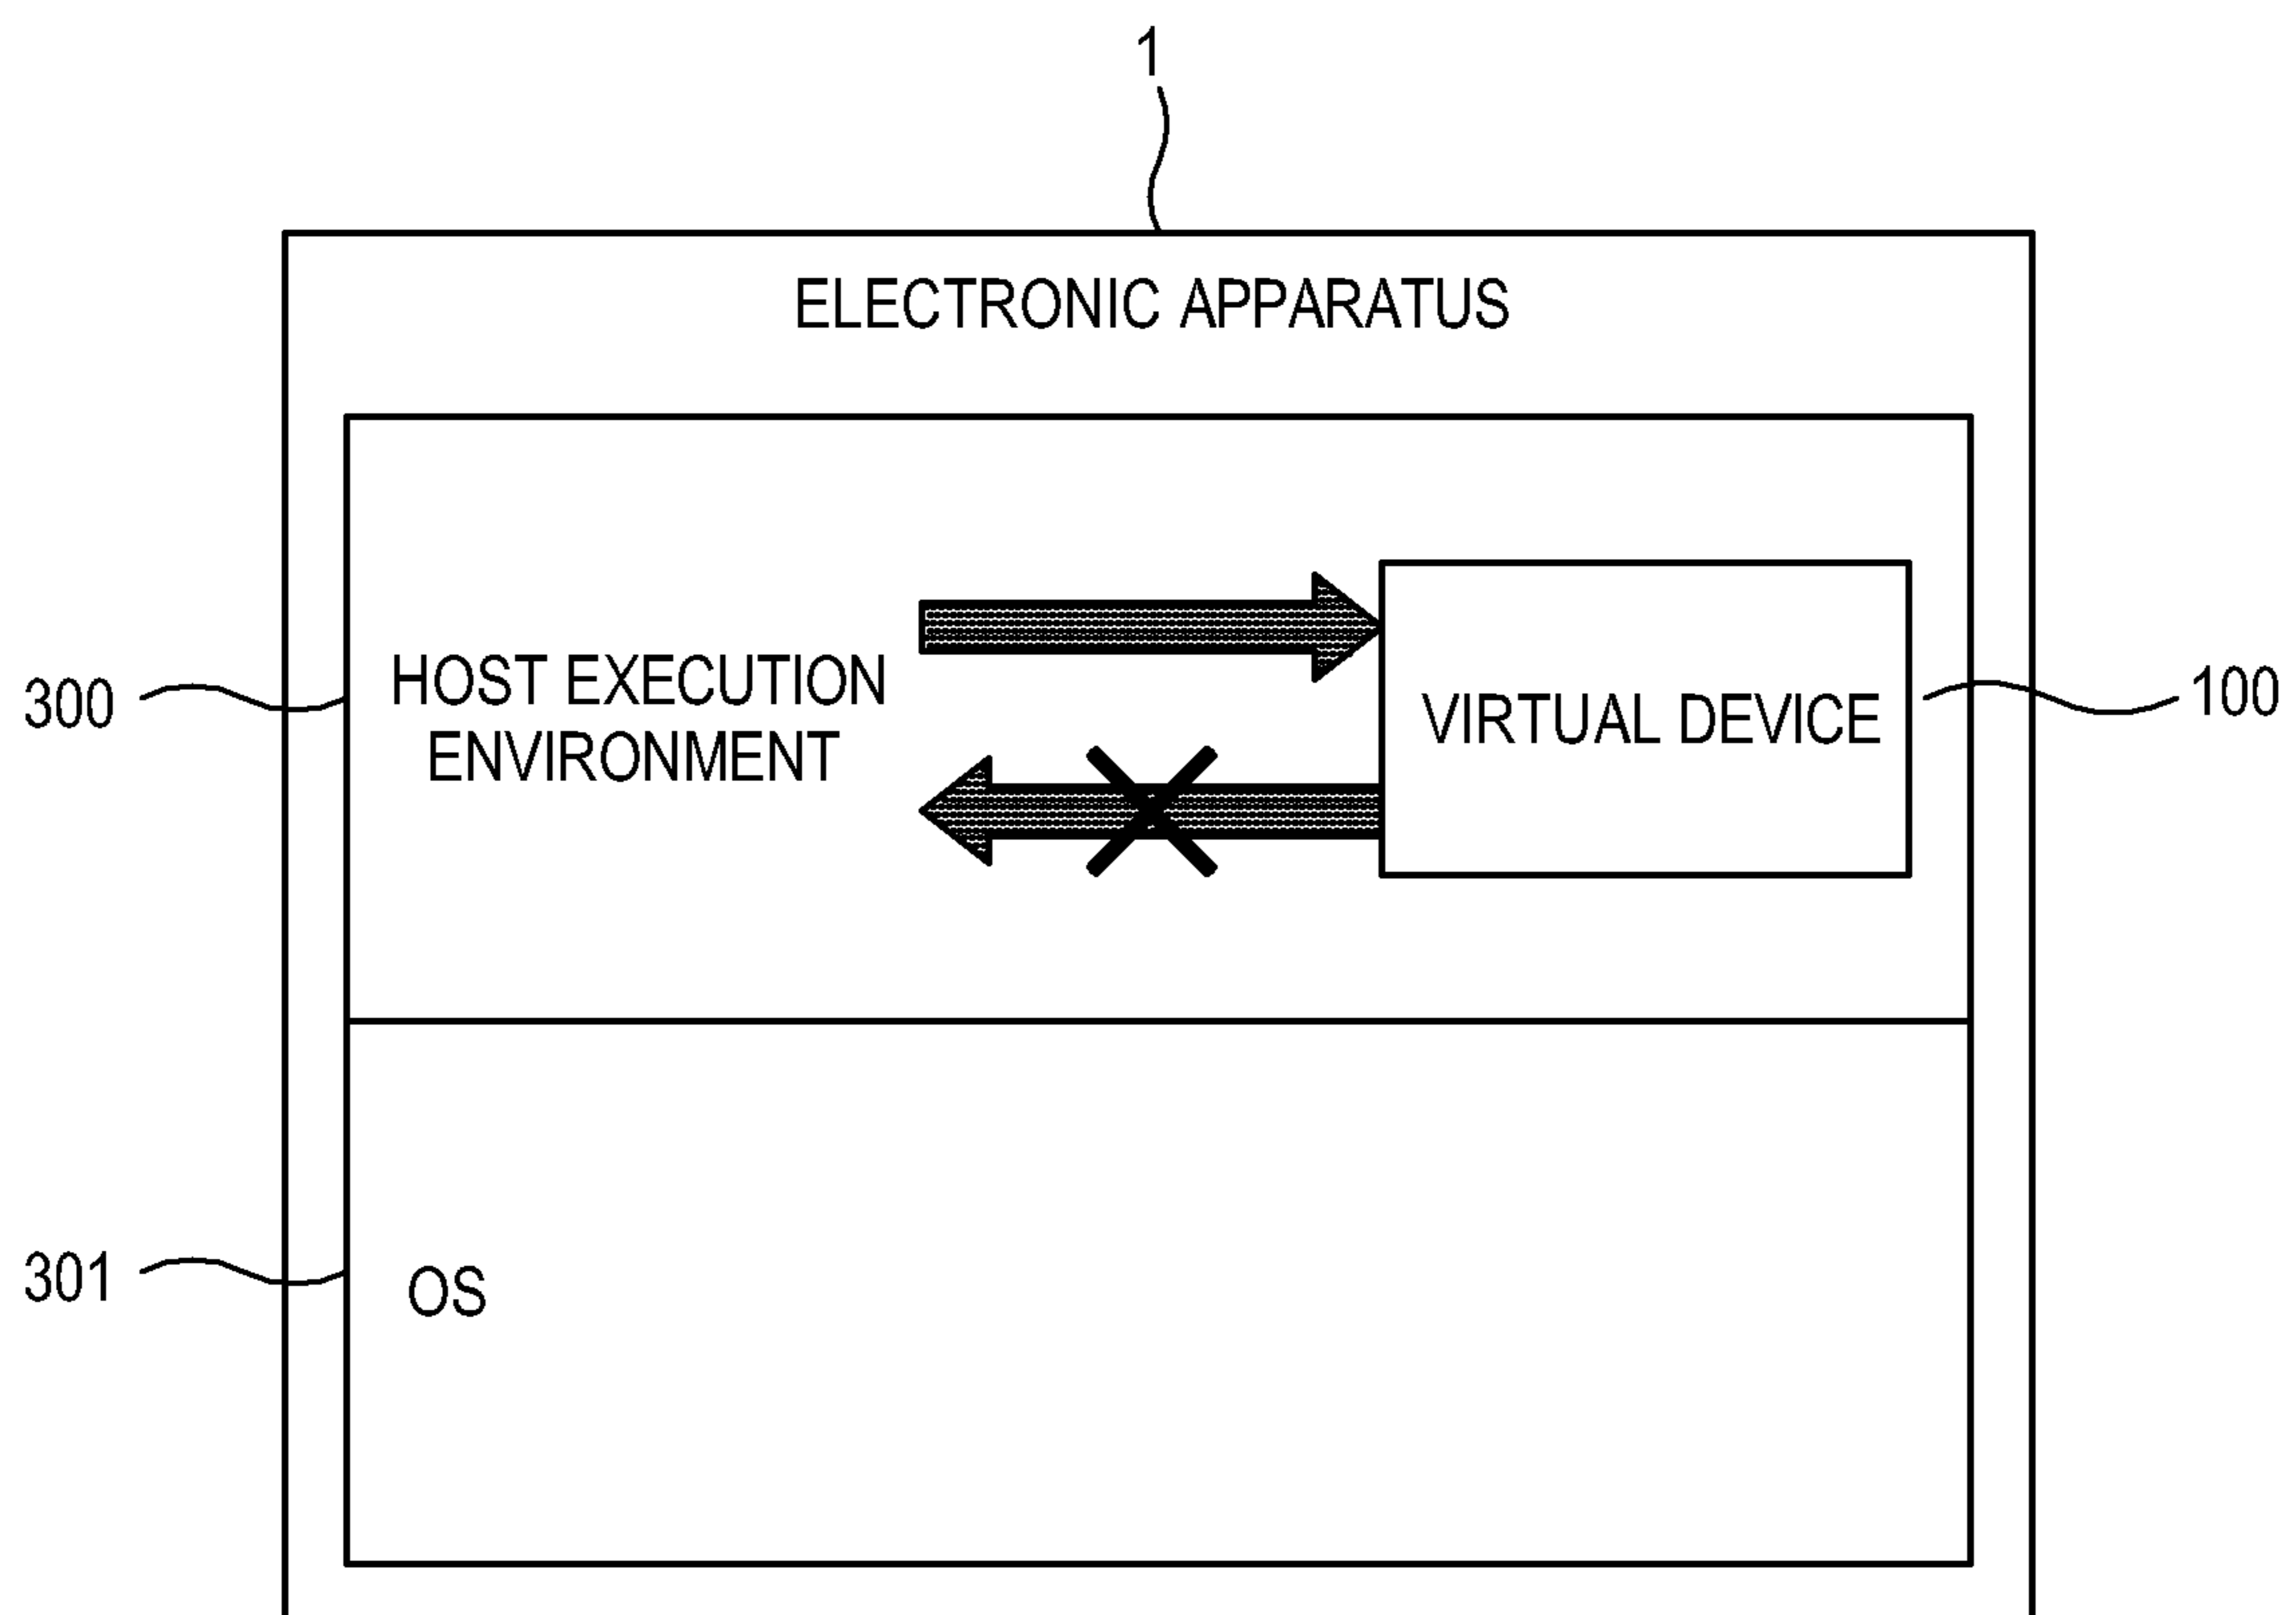 1
ELECTRONIC APPARATUS
300
HOST EXECUTION
ENVIRONMENT
VIRTUAL DEVICE
100
301
OS